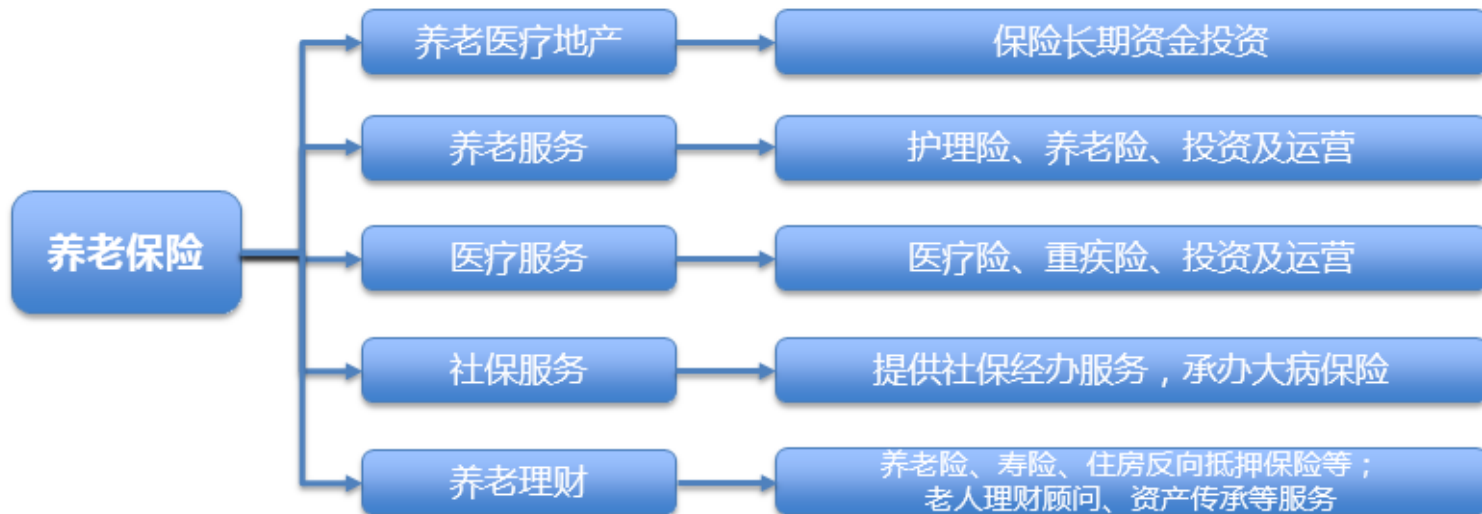 养老医疗地产
保险长期资金投资
养老服务
护理险、养老险、投资及运营
养老保险
医疗服务
医疗险、重疾险、投资及运营
社保服务
提供社保经办服务，承办大病保险
养老理财
养老险、寿险、住房反向抵押保险等；
老人理财顾问、资产传承等服务